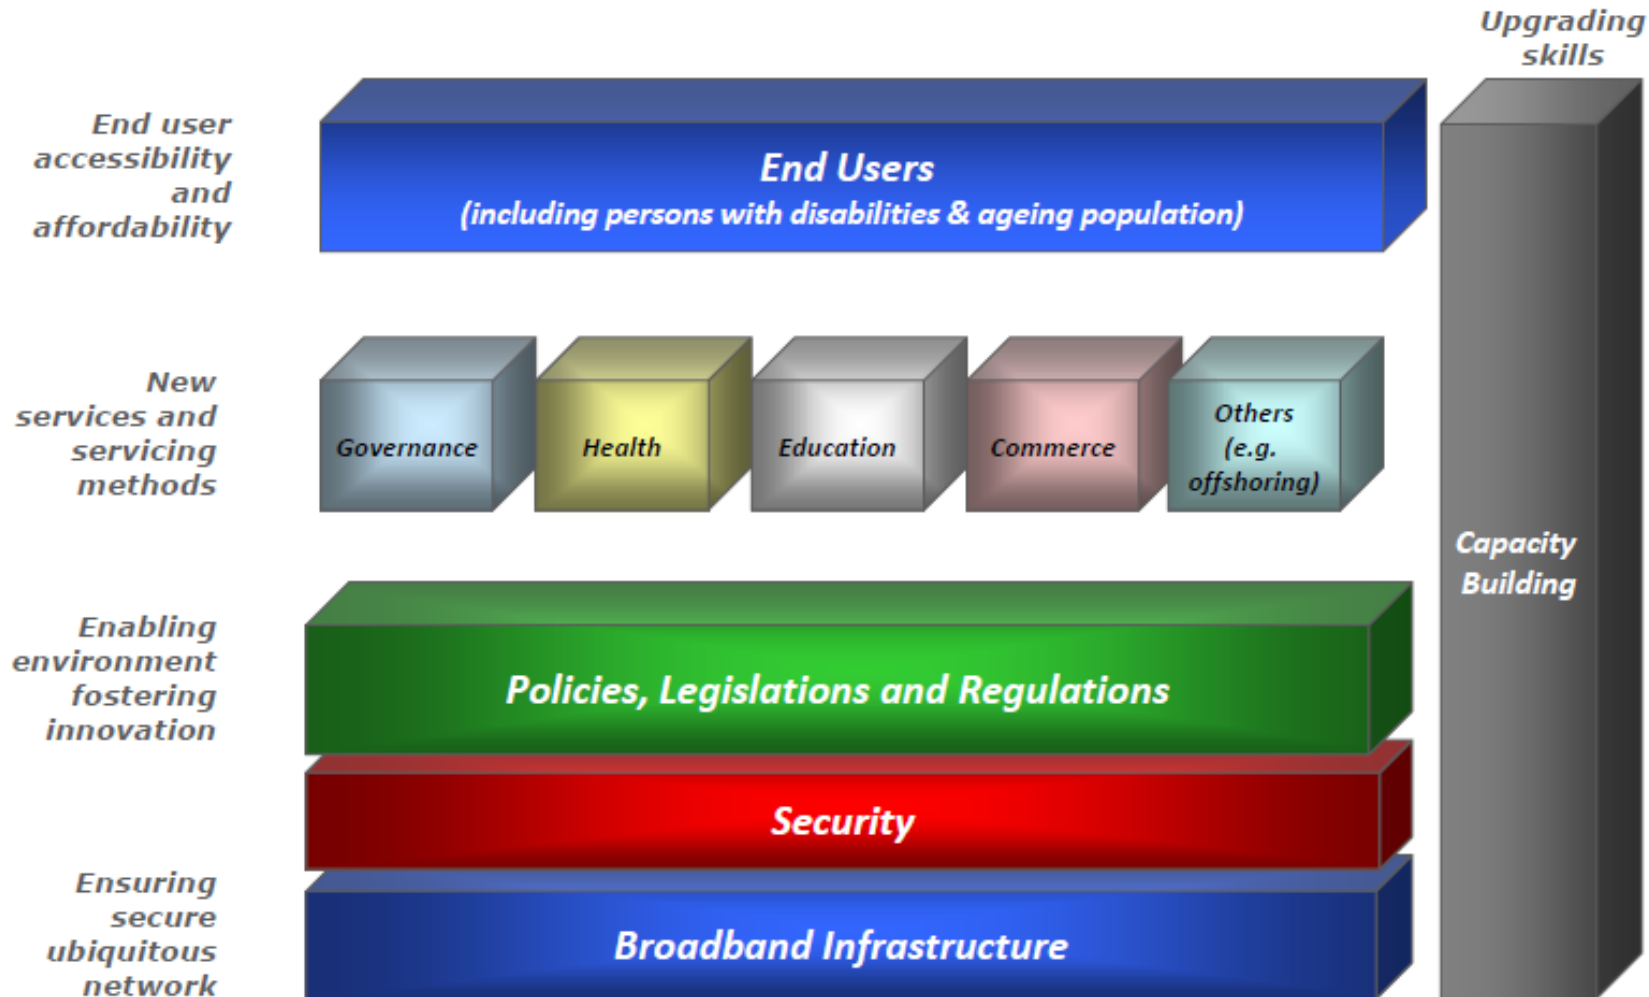 Upgrading
skills
End user
accessibility
and
affordability
End Users
(including persons with disabilities & ageing population)
New
services and
servicing
methods
Governance
Health
Education
Commerce
Others
(e.g.
offshoring)
Capacity
Building
Enabling
environment
fostering
innovation
Policies, Legislations and Regulations
Security
Ensuring
secure
ubiquitous
network
Broadband Infrastructure